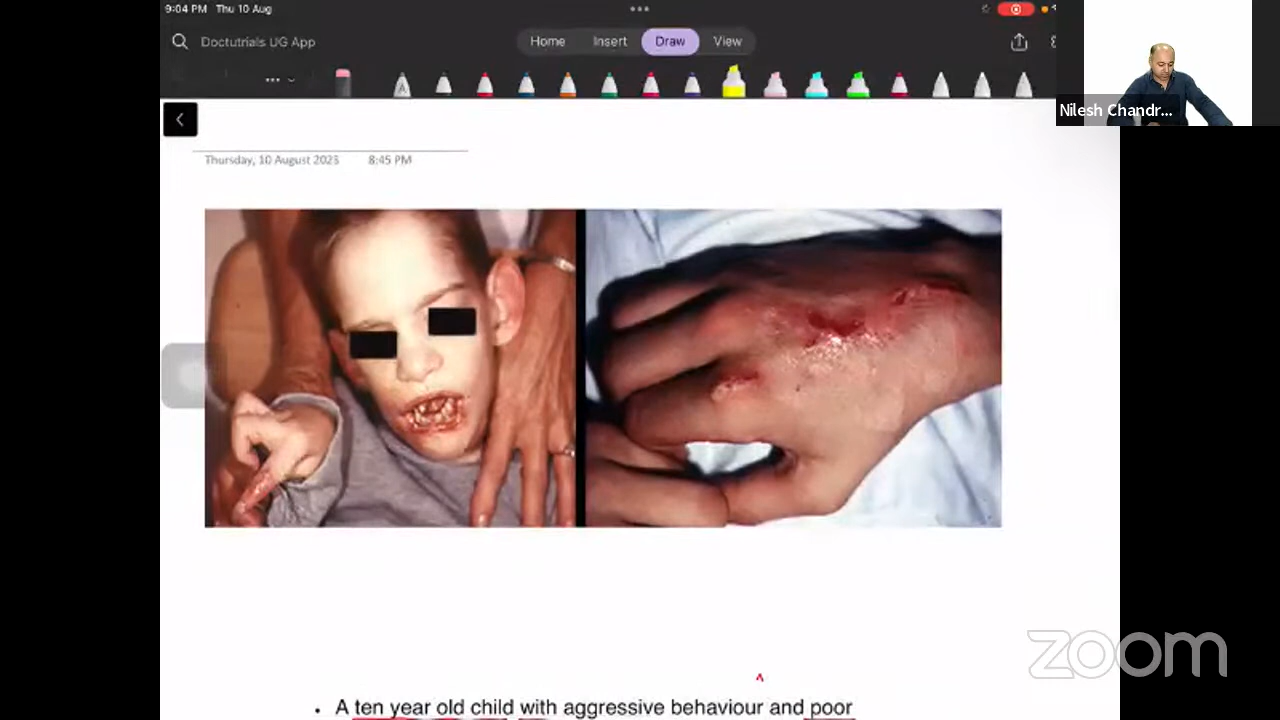 9:04 PM Thu 10 Aug
Doctutrials UG App
Home Insert Draw View
A
Nilesh Chandr...
Thursday, 10 August 2023 8:45 PM
zoom
• A ten year old child with aggressive behaviour and poor